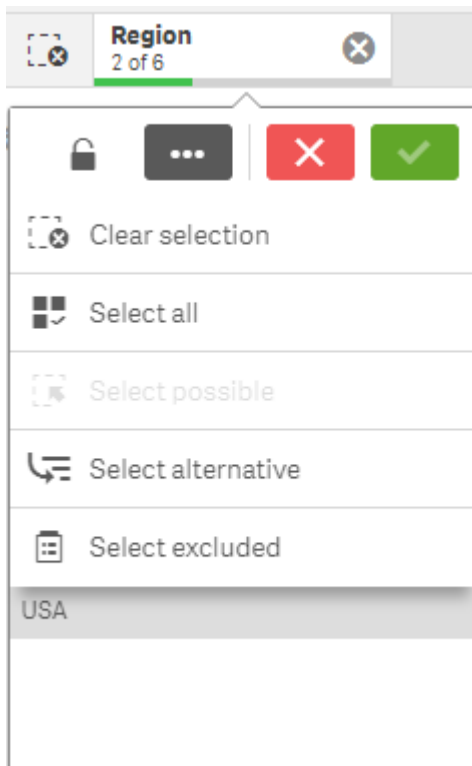 Region
2 of 6
Clear selection
Select all
Select possible
Select alternative
Select excluded
USA